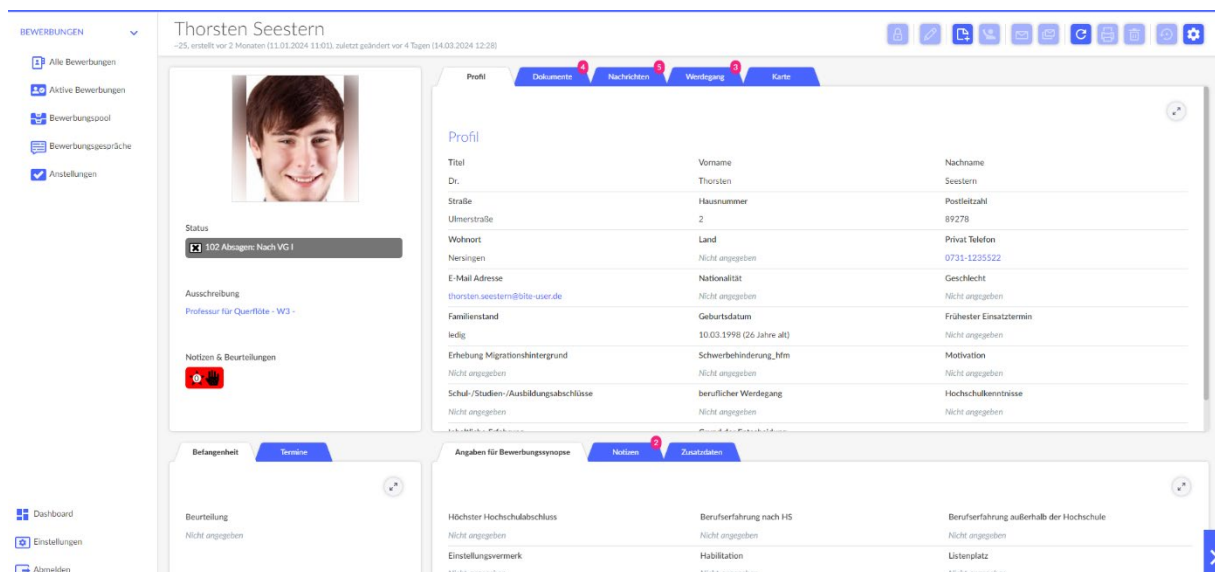 BEWERBUNGEN
Alle Bewerbungen
Aktive Bewerbungen
Bewerbungspool
Bewerbungsgespräche
Anstellungen
Dashboard
Einstellungen
Abmelden
Thorsten Seestern
~25, erstellt vor 2 Monaten (11.01.2024 11:01), zuletzt geändert vor 4 Tagen (14.03.2024 12:28)
Status
102 Absagen: Nach VG I
Ausschreibung
Professur für Querflöte - W3 -
Notizen & Beurteilungen
Profil Dokumente 4 Nachrichten 5 Werdegang 3 Karte
Profil
Titel Vorname Nachname
Dr. Thorsten Seestern
Straße Hausnummer Postleitzahl
Ulmerstraße 2 89278
Wohnort Land Privat Telefon
Nersingen Nicht angegeben 0731-1235522
E-Mail Adresse Nationalität Geschlecht
thorsten.seestern@bite-user.de Nicht angegeben Nicht angegeben
Familienstand Geburtsdatum Frühester Einsatztermin
ledig 10.03.1998 (26 Jahre alt) Nicht angegeben
Erhebung Migrationshintergrund Schwerbehinderung_hfm Motivation
Nicht angegeben Nicht angegeben Nicht angegeben
Schul-/Studien-/Ausbildungsabschlüsse beruflicher Werdegang Hochschulkenntnisse
Nicht angegeben Nicht angegeben Nicht angegeben
Befangenheit Termine
Beurteilung
Nicht angegeben
Angaben für Bewerbungssynopse Notizen 2 Zusatzdaten
Höchster Hochschulabschluss Berufserfahrung nach HS Berufserfahrung außerhalb der Hochschule
Nicht angegeben Nicht angegeben Nicht angegeben
Einstellungsvermerk Habilitation Listenplatz